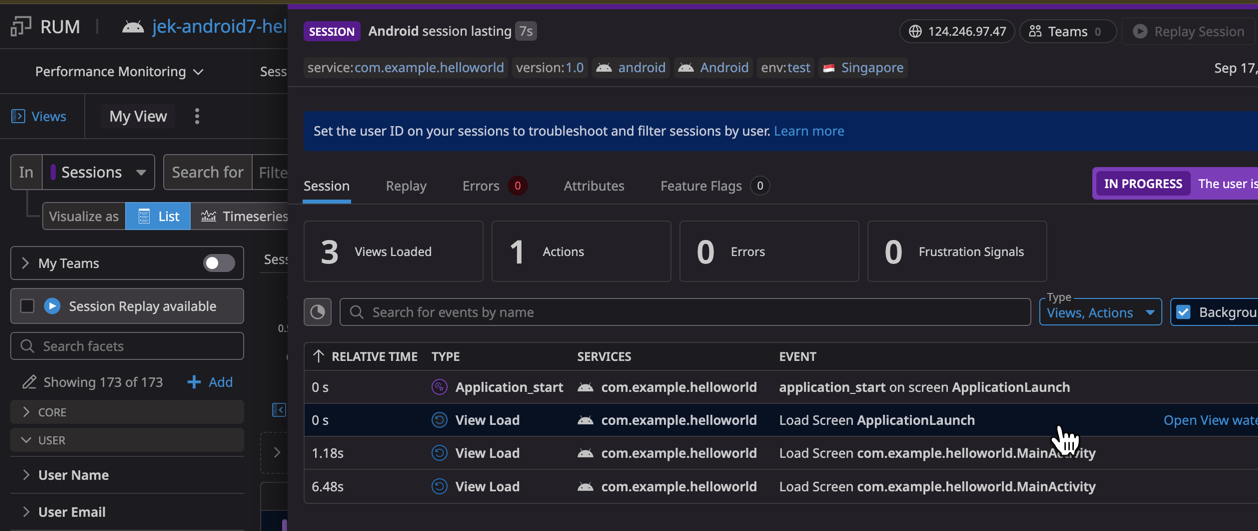 RUM
jek-android7-hel
SESSION Android session lasting 7s
124.246.97.47
Teams 0
Replay Session
Performance Monitoring
Sess
service:com.example.helloworld version:1.0 android Android env:test Singapore
Sep 17,
Views
My View
Set the user ID on your sessions to troubleshoot and filter sessions by user. Learn more
In Sessions Search for Filte
Session Replay Errors 0 Attributes Feature Flags 0
IN PROGRESS The user is
Visualize as List Timeseries
My Teams
Sess
3 Views Loaded
1 Actions
0 Errors
0 Frustration Signals
Session Replay available
Search for events by name
Type
Views, Actions
Backgrou
0.5
Search facets
Showing 173 of 173
Add
RELATIVE TIME TYPE SERVICES EVENT
0 s Application_start com.example.helloworld application_start on screen ApplicationLaunch
CORE
0 s View Load com.example.helloworld Load Screen ApplicationLaunch Open View wate
USER
1.18s View Load com.example.helloworld Load Screen com.example.helloworld.MainActivity
User Name
6.48s View Load com.example.helloworld Load Screen com.example.helloworld.MainActivity
User Email